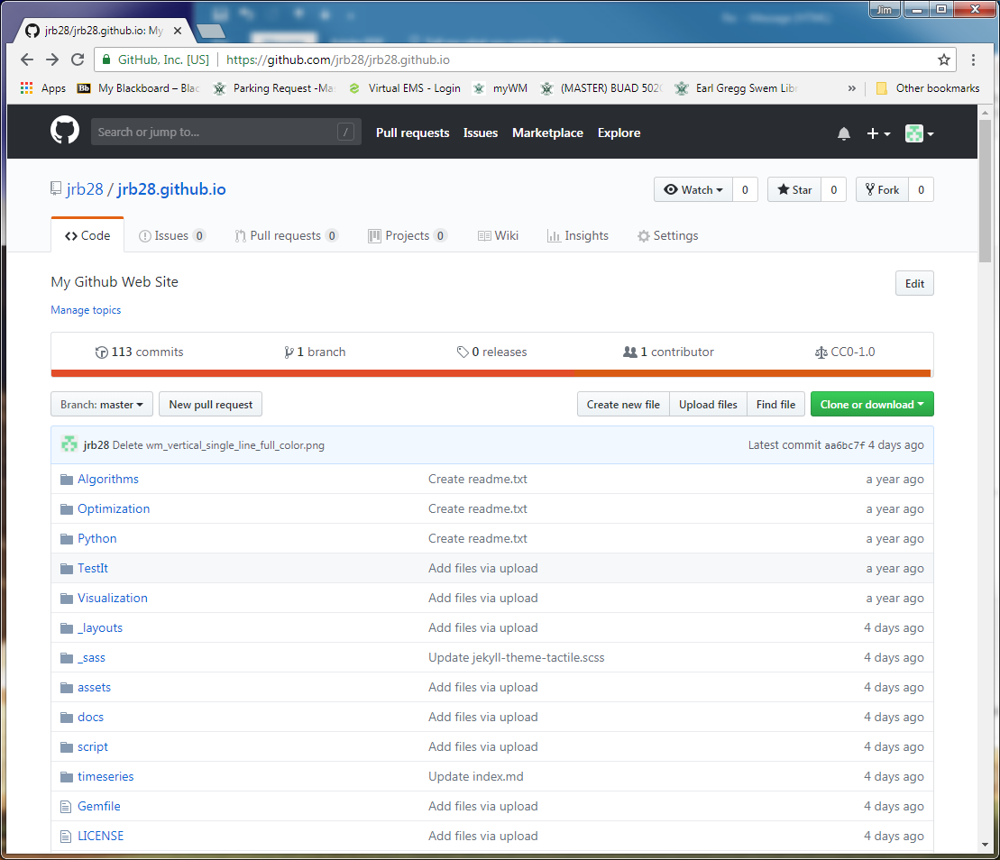 Jim
jrb28/jrb28.github.io: My
GitHub, Inc. [US] https://github.com/jrb28/jrb28.github.io
Apps Bb My Blackboard – Blac Parking Request -Mas Virtual EMS - Login myWM (MASTER) BUAD 502 Earl Gregg Swem Libr » Other bookmarks
Search or jump to... / Pull requests Issues Marketplace Explore
jrb28 / jrb28.github.io Watch 0 Star 0 Fork 0
Code Issues 0 Pull requests 0 Projects 0 Wiki Insights Settings
My Github Web Site Edit
Manage topics
113 commits 1 branch 0 releases 1 contributor CC0-1.0
Branch: master New pull request Create new file Upload files Find file Clone or download
jrb28 Delete wm_vertical_single_line_full_color.png Latest commit aa6bc7f 4 days ago
Algorithms Create readme.txt a year ago
Optimization Create readme.txt a year ago
Python Create readme.txt a year ago
TestIt Add files via upload a year ago
Visualization Add files via upload a year ago
_layouts Add files via upload 4 days ago
_sass Update jekyll-theme-tactile.scss 4 days ago
assets Add files via upload 4 days ago
docs Add files via upload 4 days ago
script Add files via upload 4 days ago
timeseries Update index.md 4 days ago
Gemfile Add files via upload 4 days ago
LICENSE Add files via upload 4 days ago